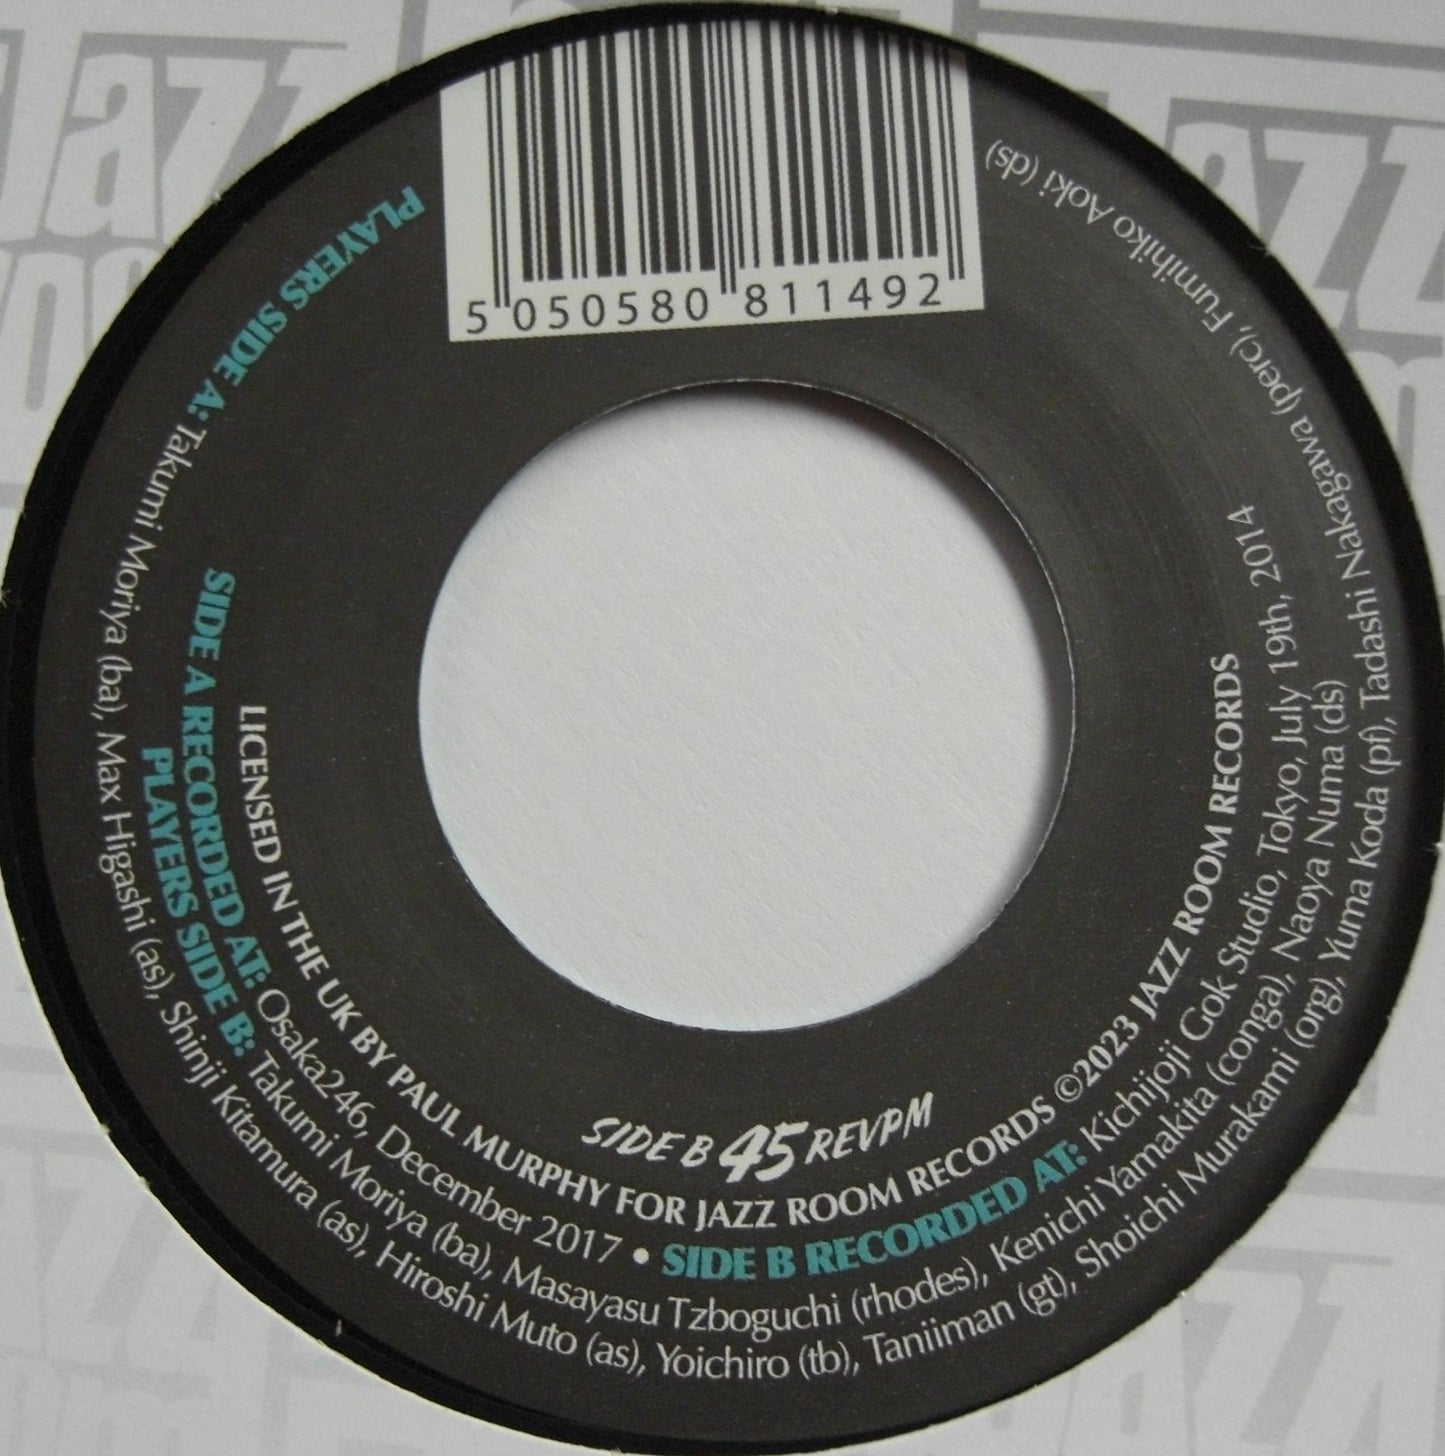 5 050580 811492
SIDE B 45 REVPM
LICENSED IN THE UK BY PAUL MURPHY FOR JAZZ ROOM RECORDS ©2023 JAZZ ROOM RECORDS
SIDE A RECORDED AT: Osaka246, December 2017 • SIDE B RECORDED AT: Kichijoji Gok Studio, Tokyo, July 19th, 2014
PLAYERS SIDE B: Takumi Moriya (ba), Masayasu Tzboguchi (rhodes), Kenichi Yamakita (conga), Naoya Numa (ds)
PLAYERS SIDE A: Takumi Moriya (ba), Max Higashi (as), Shinji Kitamura (as), Hiroshi Muto (as), Yoichiro (tb), Taniiman (gt), Shoichi Murakami (org), Yuma Koda (pf), Tadashi Nakagawa (perc), Fumihiko Aoki (ds)
Jazz
Jazz